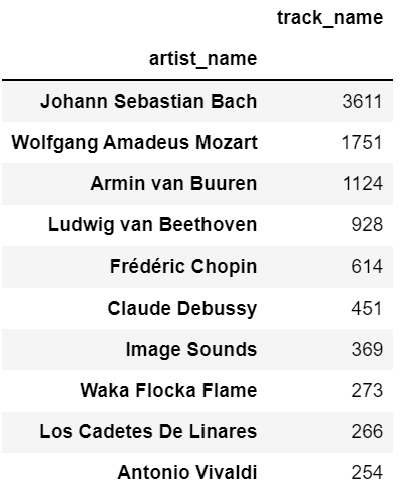 track_name
artist_name
Johann Sebastian Bach 3611
Wolfgang Amadeus Mozart 1751
Armin van Buuren 1124
Ludwig van Beethoven 928
Frédéric Chopin 614
Claude Debussy 451
Image Sounds 369
Waka Flocka Flame 273
Los Cadetes De Linares 266
Antonio Vivaldi 254